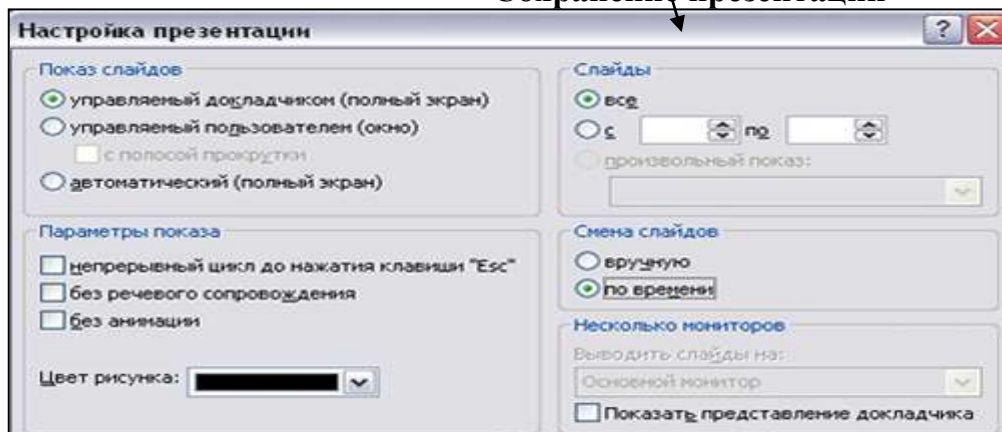 Сохранение презентации
Настройка презентации
Показ слайдов
управляемый докладчиком (полный экран)
управляемый пользователем (окно)
с полосой прокрутки
автоматический (полный экран)
Слайды
все
с по
произвольный показ:
Параметры показа
непрерывный цикл до нажатия клавиши "Esc"
без речевого сопровождения
без анимации
Цвет рисунка:
Смена слайдов
вручную
по времени
Несколько мониторов
Выводить слайды на:
Основной монитор
Показать представление докладчика